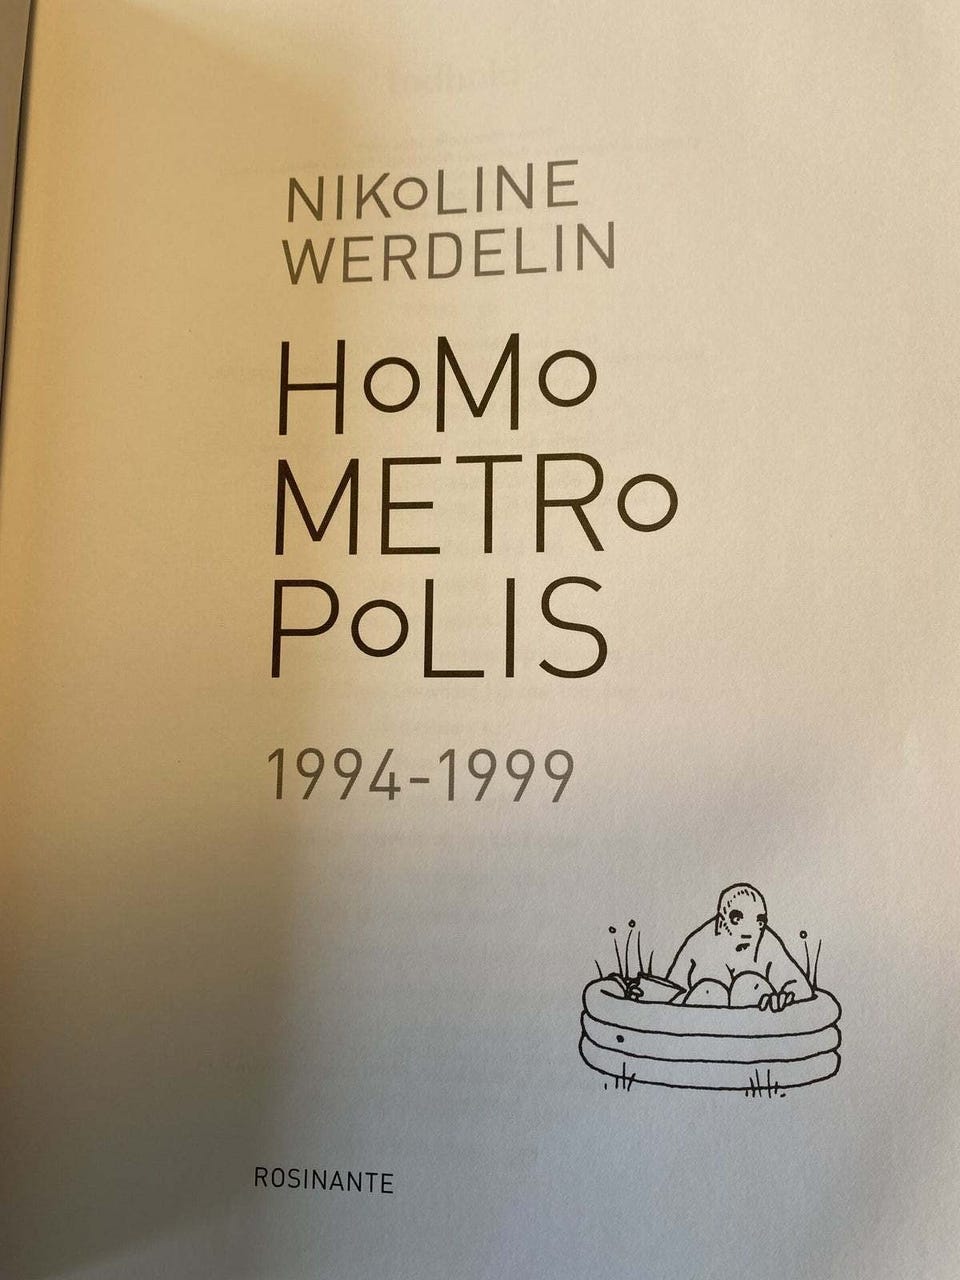 NIKoLINE
WERDELIN
HoMo
METRo
PoLIS
1994-1999
ROSINANTE